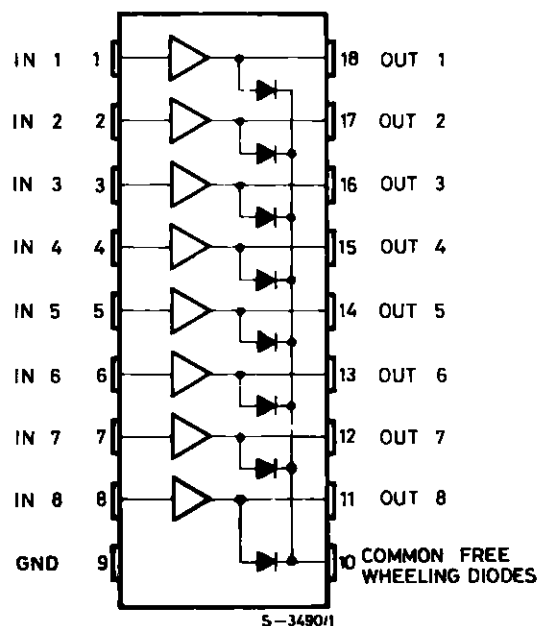 IN 1 1 18 OUT 1
IN 2 2 17 OUT 2
IN 3 3 16 OUT 3
IN 4 4 15 OUT 4
IN 5 5 14 OUT 5
IN 6 6 13 OUT 6
IN 7 7 12 OUT 7
IN 8 8 11 OUT 8
GND 9 10 COMMON FREE
WHEELING DIODES
S-3490/1